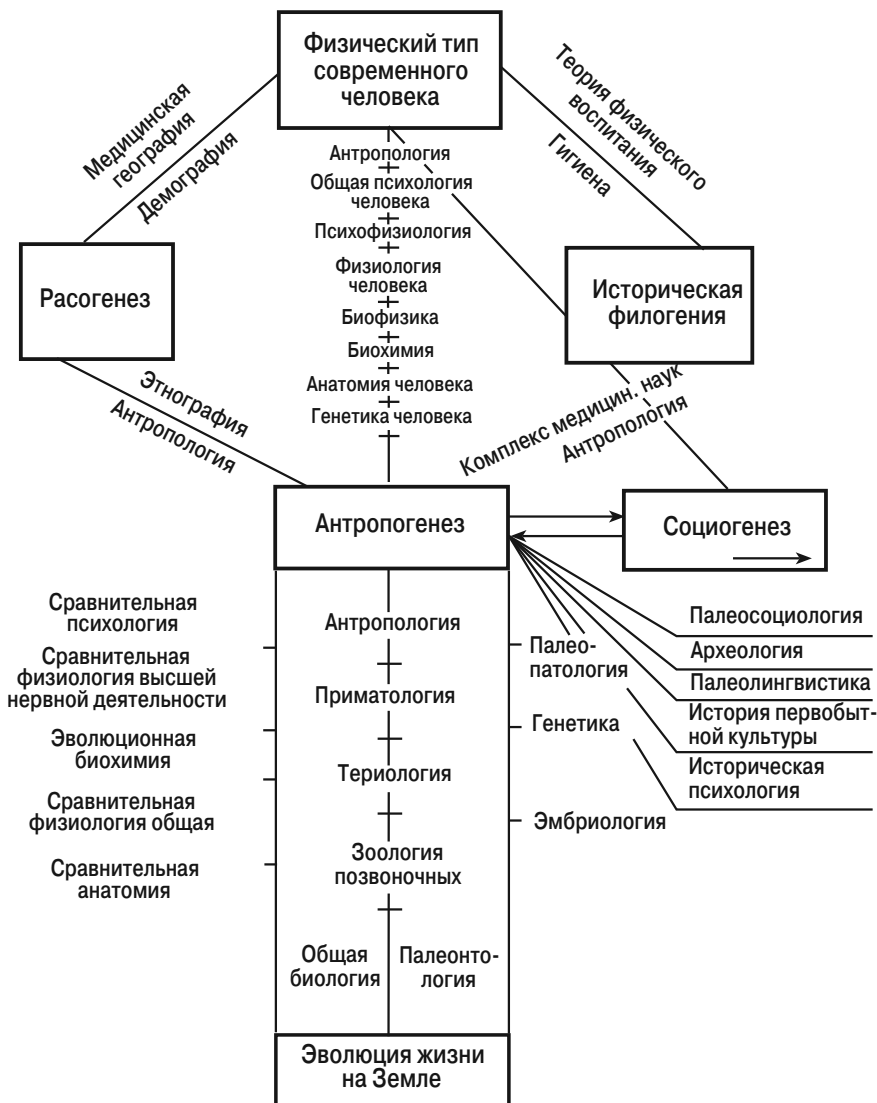 Физический тип
современного
человека
Медицинская
география
Демография
Теория физического
воспитания
Гигиена
Антропология
Общая психология
человека
Психофизиология
Физиология
человека
Биофизика
Биохимия
Анатомия человека
Генетика человека
Расогенез
Историческая
филогения
Этнография
Антропология
Комплекс медицин. наук
Антропология
Антропогенез
Социогенез
Сравнительная
психология
Сравнительная
физиология высшей
нервной деятельности
Эволюционная
биохимия
Сравнительная
физиология общая
Сравнительная
анатомия
Антропология
Приматология
Териология
Зоология
позвоночных
Общая
биология
Палеонто-
логия
Палео-
патология
Генетика
Эмбриология
Палеосоциология
Археология
Палеолингвистика
История первобыт-
ной культуры
Историческая
психология
Эволюция жизни
на Земле